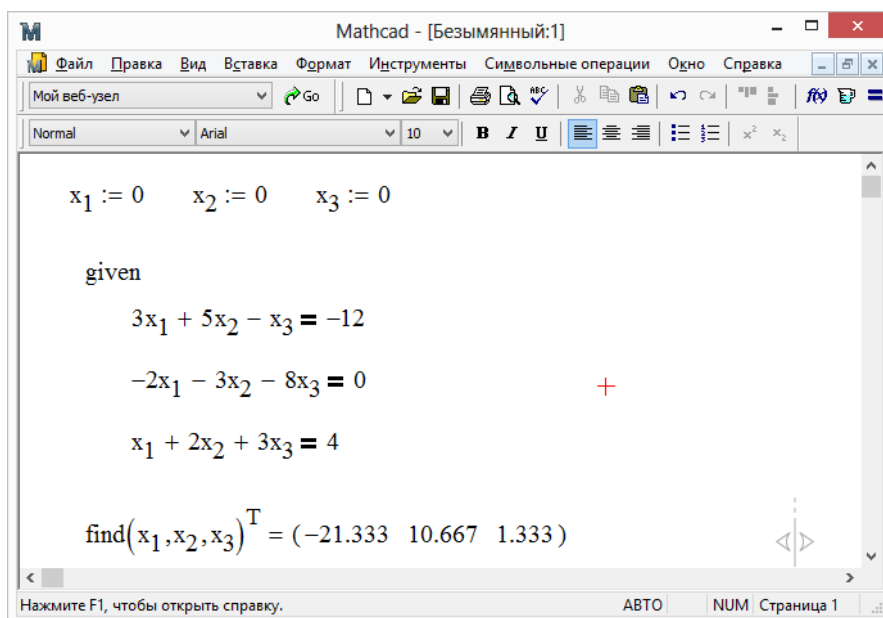 Mathcad - [Безымянный:1]
Файл Правка Вид Вставка Формат Инструменты Символьные операции Окно Справка
Мой веб-узел Go ABC f(x)
Normal Arial 10 B I U x² x₂
x₁ := 0 x₂ := 0 x₃ := 0
given
3x₁ + 5x₂ − x₃ = −12
−2x₁ − 3x₂ − 8x₃ = 0
x₁ + 2x₂ + 3x₃ = 4
find(x₁,x₂,x₃)ᵀ = (−21.333 10.667 1.333)
Нажмите F1, чтобы открыть справку. АВТО NUM Страница 1